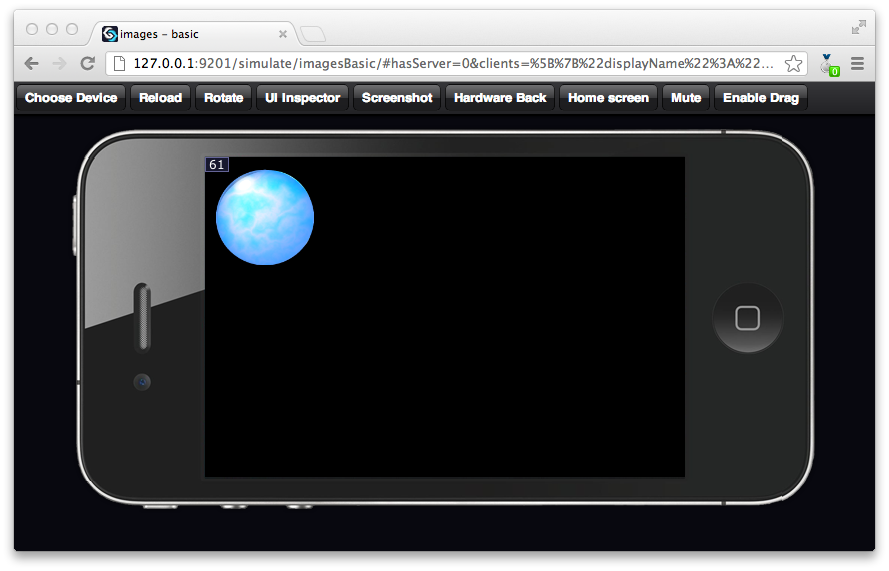 images - basic
127.0.0.1:9201/simulate/imagesBasic/#hasServer=0&clients=%5B%7B%22displayName%22%3A%22...
0
Choose Device Reload Rotate UI Inspector Screenshot Hardware Back Home screen Mute Enable Drag
61